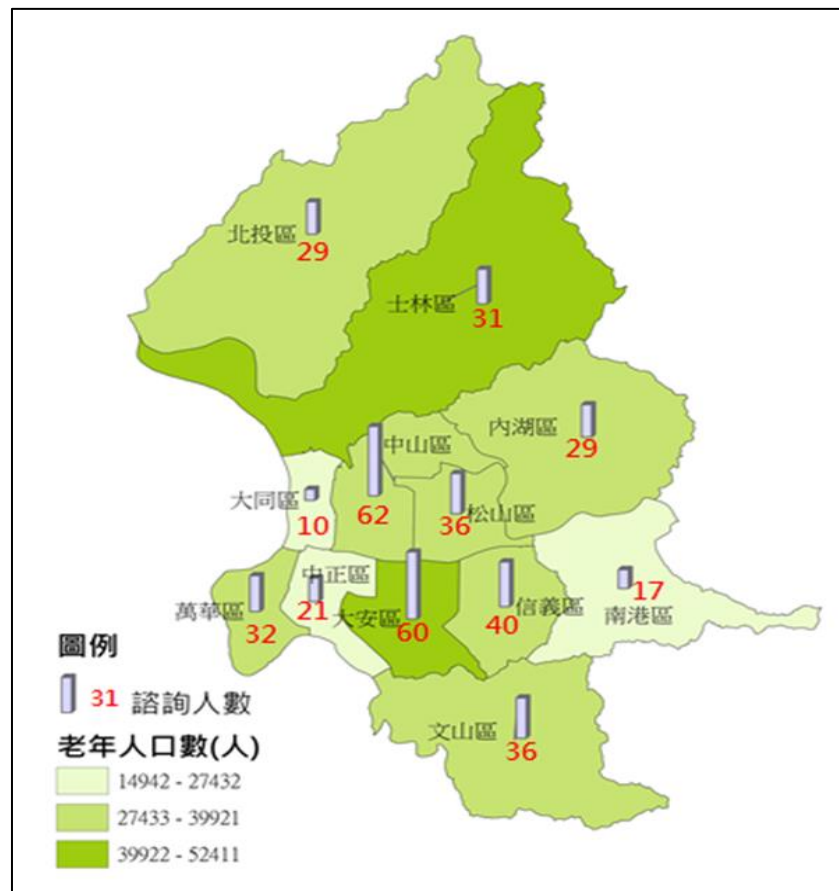 北投區
29
士林區
31
內湖區
29
中山區
62
松山區
36
大同區
10
中正區
21
大安區
60
信義區
40
南港區
17
萬華區
32
文山區
36
圖例
31 諮詢人數
老年人口數(人)
14942 - 27432
27433 - 39921
39922 - 52411